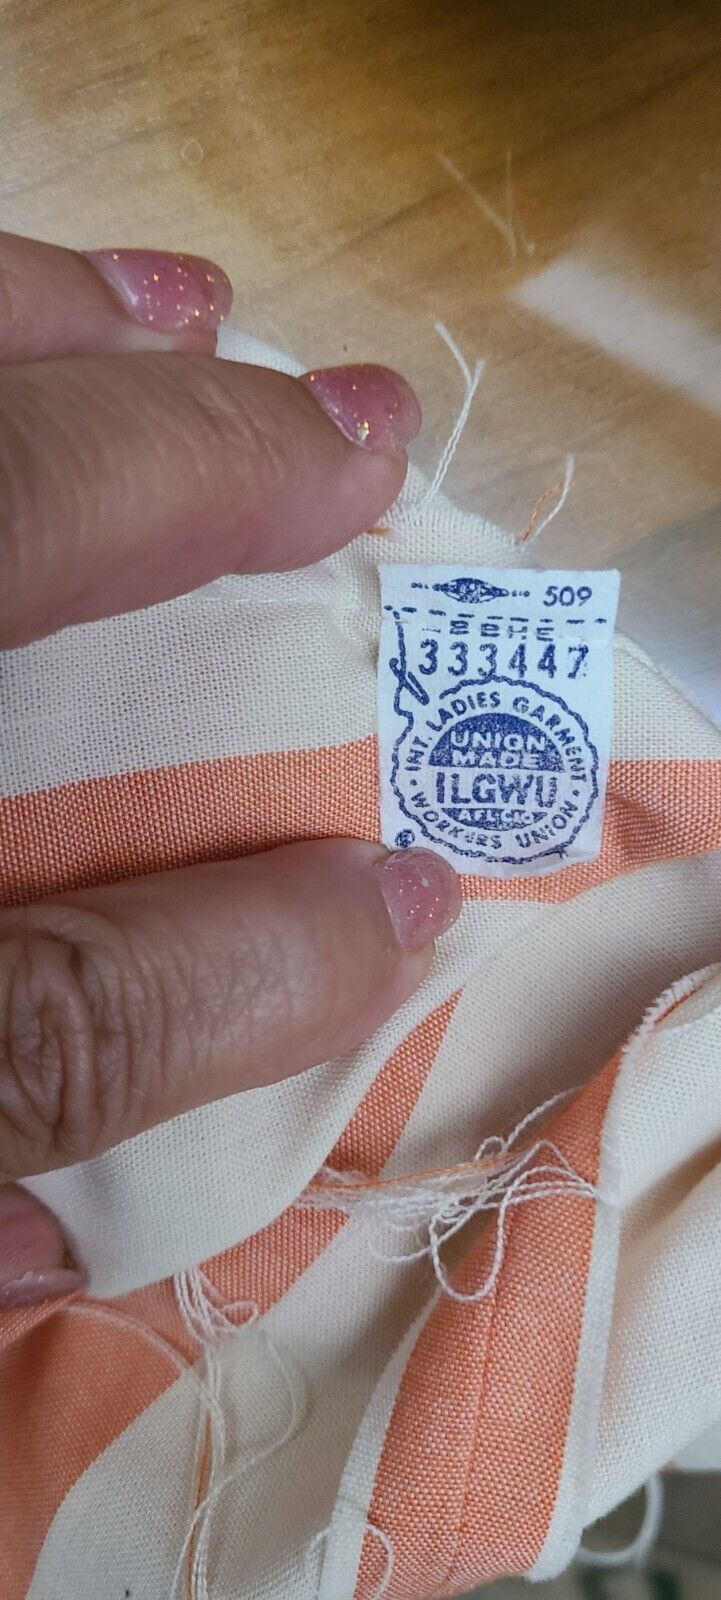 509
333447
INT. LADIES GARMENT
UNION
MADE
ILGWU
AFL CIO
WORKERS UNION
®